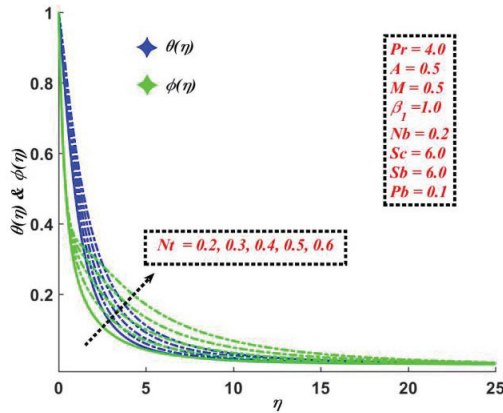 θ(η) & ϕ(η)
1
0.8
0.6
0.4
0.2
0
5
10
15
20
25
η
θ(η)
ϕ(η)
Pr = 4.0
A = 0.5
M = 0.5
β₁ =1.0
Nb = 0.2
Sc = 6.0
Sb = 6.0
Pb = 0.1
Nt = 0.2, 0.3, 0.4, 0.5, 0.6